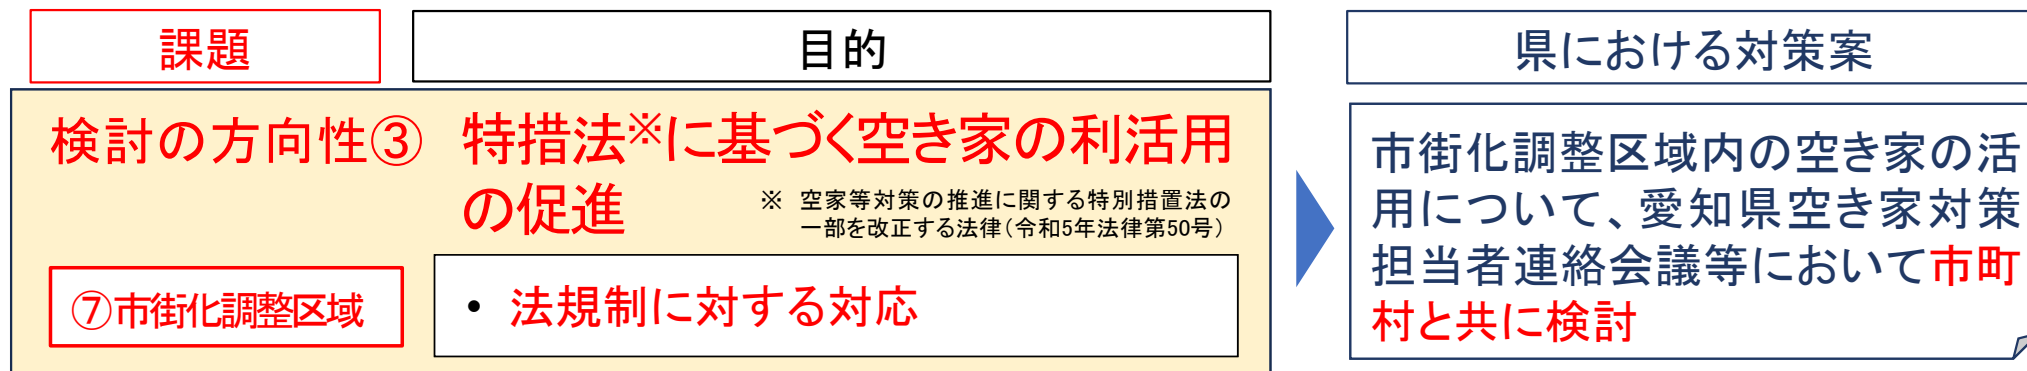 課題
目的
県における対策案
検討の方向性③
特措法※に基づく空き家の利活用
の促進
※ 空家等対策の推進に関する特別措置法の
一部を改正する法律（令和5年法律第50号）
⑦市街化調整区域
• 法規制に対する対応
市街化調整区域内の空き家の活
用について、愛知県空き家対策
担当者連絡会議等において市町
村と共に検討